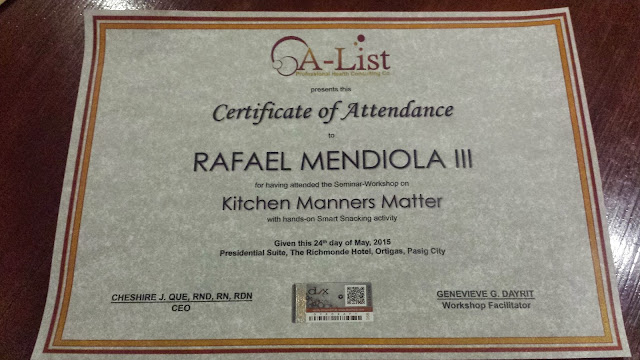 A-List
Professional Health Consulting Co.
presents this
Certificate of Attendance
to
RAFAEL MENDIOLA III
for having attended the Seminar-Workshop on
Kitchen Manners Matter
with hands-on Smart Snacking activity
Given this 24th day of May, 2015
Presidential Suite, The Richmonde Hotel, Ortigas, Pasig City
CHESHIRE J. QUE, RND, RN, RDN
CEO
GENEVIEVE G. DAYRIT
Workshop Facilitator